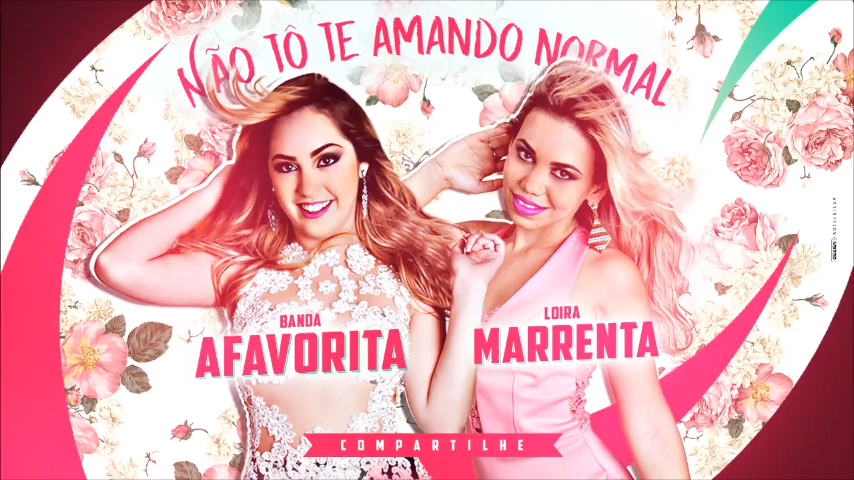 NÃO TÔ TE AMANDO NORMAL
BANDA
AFAVORITA
LOIRA
MARRENTA
COMPARTILHE